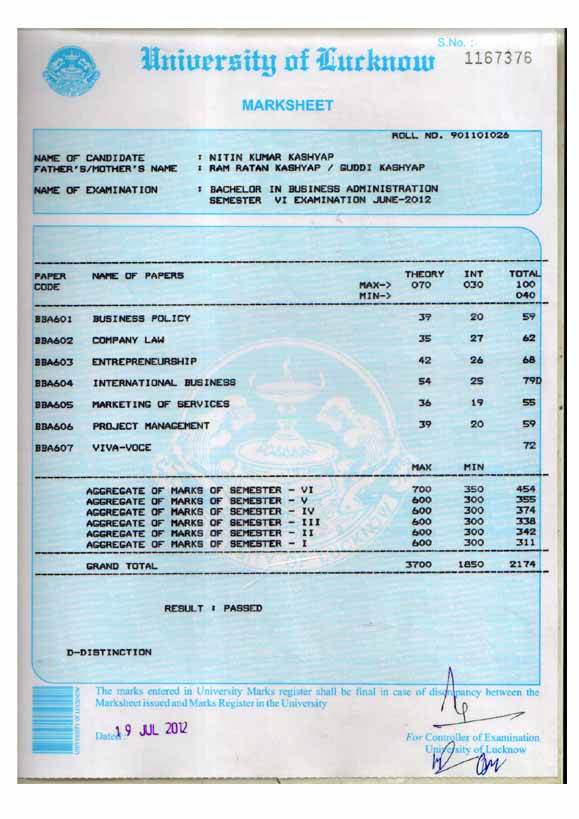 S.No. :
University of Lucknow 1167376
MARKSHEET
ROLL NO. 901101026
NAME OF CANDIDATE : NITIN KUMAR KASHYAP
FATHER'S/MOTHER'S NAME : RAM RATAN KASHYAP / GUDDI KASHYAP
NAME OF EXAMINATION : BACHELOR IN BUSINESS ADMINISTRATION
SEMESTER VI EXAMINATION JUNE-2012
PAPER NAME OF PAPERS THEORY INT TOTAL
CODE MAX-> 070 030 100
MIN-> 040
BBA601 BUSINESS POLICY 39 20 59
BBA602 COMPANY LAW 35 27 62
BBA603 ENTREPRENEURSHIP 42 26 68
BBA604 INTERNATIONAL BUSINESS 54 25 79D
BBA605 MARKETING OF SERVICES 36 19 55
BBA606 PROJECT MANAGEMENT 39 20 59
BBA607 VIVA-VOCE 72
MAX MIN
AGGREGATE OF MARKS OF SEMESTER - VI 700 350 454
AGGREGATE OF MARKS OF SEMESTER - V 600 300 355
AGGREGATE OF MARKS OF SEMESTER - IV 600 300 374
AGGREGATE OF MARKS OF SEMESTER - III 600 300 338
AGGREGATE OF MARKS OF SEMESTER - II 600 300 342
AGGREGATE OF MARKS OF SEMESTER - I 600 300 311
GRAND TOTAL 3700 1850 2174
RESULT : PASSED
D-DISTINCTION
The marks entered in University Marks register shall be final in case of discrepancy between the
Marksheet issued and Marks Register in the University
Dated : 19 JUL 2012
For Controller of Examination
University of Lucknow